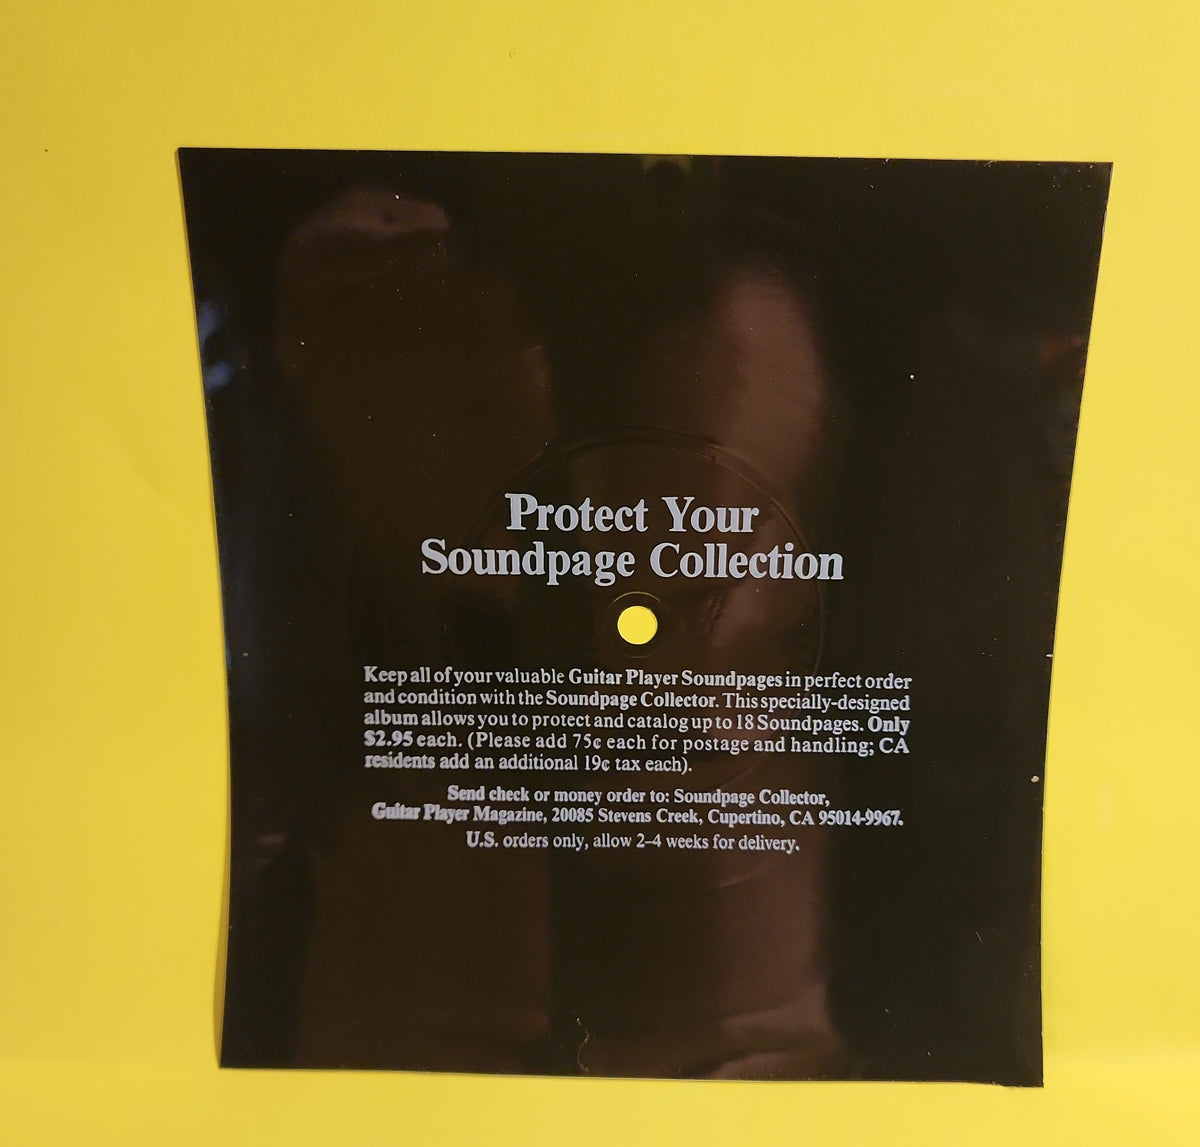 Protect Your
Soundpage Collection
Keep all of your valuable Guitar Player Soundpages in perfect order
and condition with the Soundpage Collector. This specially-designed
album allows you to protect and catalog up to 18 Soundpages. Only
$2.95 each. (Please add 75¢ each for postage and handling; CA
residents add an additional 19¢ tax each).
Send check or money order to: Soundpage Collector,
Guitar Player Magazine, 20085 Stevens Creek, Cupertino, CA 95014-9967.
U.S. orders only, allow 2–4 weeks for delivery.